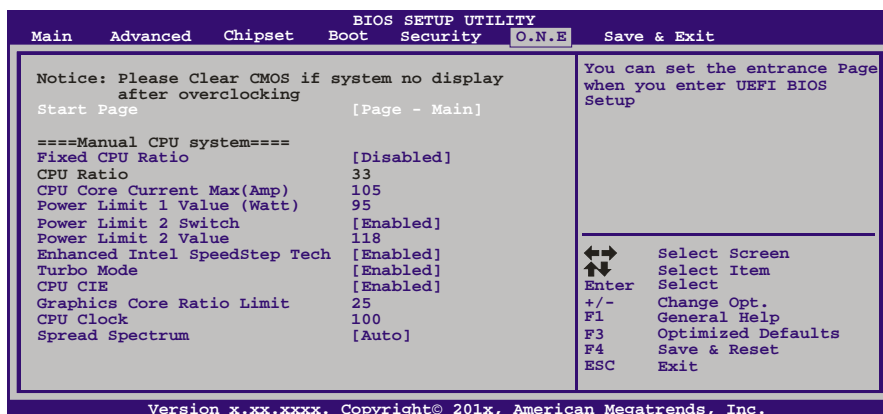 BIOS SETUP UTILITY
Main Advanced Chipset Boot Security O.N.E Save & Exit
Notice: Please Clear CMOS if system no display
after overclocking
Start Page [Page - Main]
====Manual CPU system====
Fixed CPU Ratio [Disabled]
CPU Ratio 33
CPU Core Current Max(Amp) 105
Power Limit 1 Value (Watt) 95
Power Limit 2 Switch [Enabled]
Power Limit 2 Value 118
Enhanced Intel SpeedStep Tech [Enabled]
Turbo Mode [Enabled]
CPU CIE [Enabled]
Graphics Core Ratio Limit 25
CPU Clock 100
Spread Spectrum [Auto]
You can set the entrance Page
when you enter UEFI BIOS
Setup
Select Screen
Select Item
Enter Select
+/- Change Opt.
F1 General Help
F3 Optimized Defaults
F4 Save & Reset
ESC Exit
Version x.xx.xxxx. Copyright© 201x, American Megatrends, Inc.